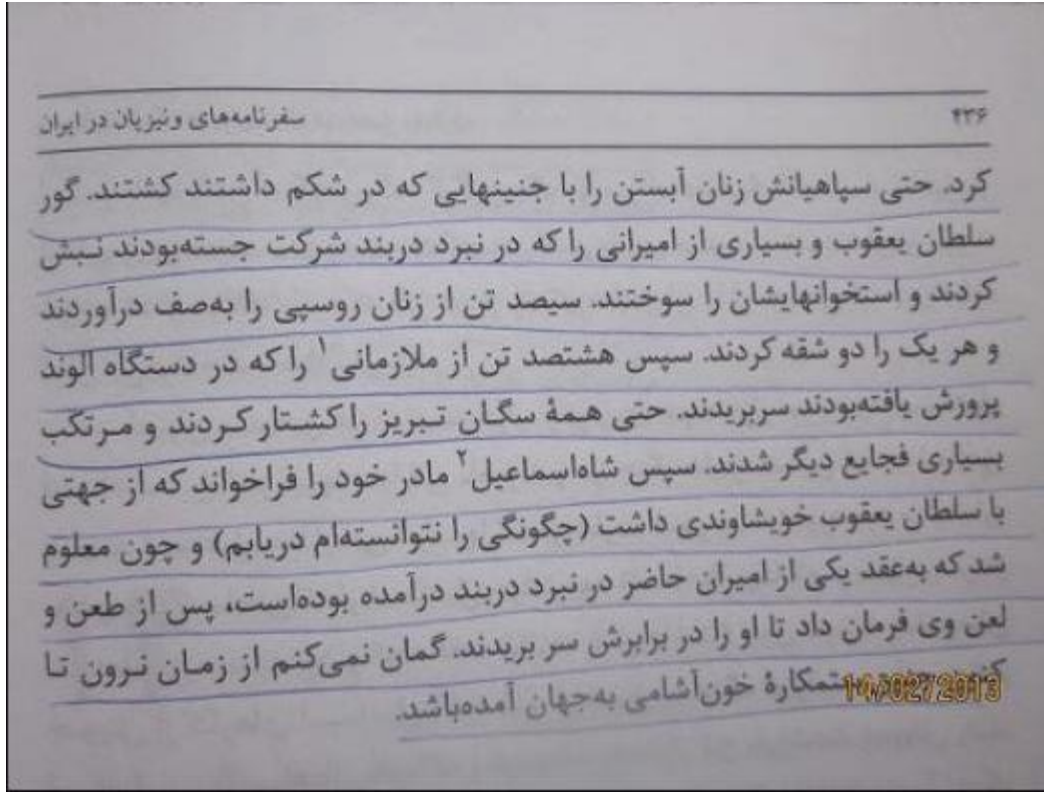 ۴۳۶ سفرنامه‌های ونیزیان در ایران
کرد. حتی سپاهیانش زنان آبستن را با جنینهایی که در شکم داشتند کشتند. گور
سلطان یعقوب و بسیاری از امیرانی را که در نبرد دربند شرکت جسته‌بودند نبش
کردند و استخوانهایشان را سوختند. سیصد تن از زنان روسپی را به‌صف درآوردند
و هر یک را دو شقه کردند. سپس هشتصد تن از ملازمانی۱ را که در دستگاه الوند
پرورش یافته‌بودند سربریدند. حتی همهٔ سگان تبریز را کشتار کردند و مرتکب
بسیاری فجایع دیگر شدند. سپس شاه‌اسماعیل۲ مادر خود را فراخواند که از جهتی
با سلطان یعقوب خویشاوندی داشت (چگونگی را نتوانسته‌ام دریابم) و چون معلوم
شد که به‌عقد یکی از امیران حاضر در نبرد دربند درآمده بوده‌است، پس از طعن و
لعن وی فرمان داد تا او را در برابرش سر بریدند. گمان نمی‌کنم از زمان نرون تا
ستمکارهٔ خون‌آشامی به‌جهان آمده‌باشد.
14/02/2013